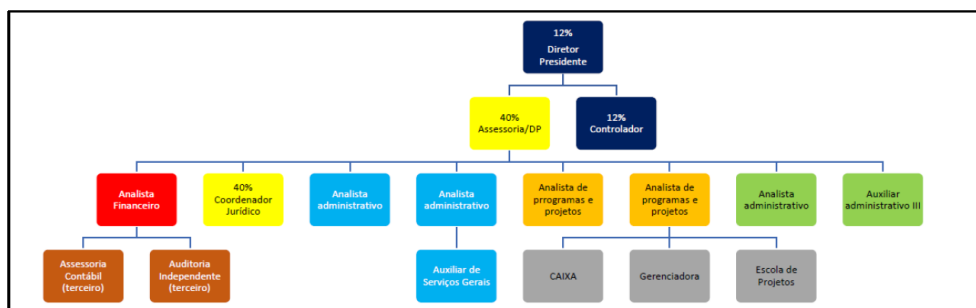 12%
Diretor
Presidente
40%
Assessoria/DP
12%
Controlador
Analista
Financeiro
40%
Coordenador
Jurídico
Analista
administrativo
Analista
administrativo
Analista de
prrogramas e
projetos
Analista de
programas e
projetos
Analista
administrativo
Auxiliar
administrativo III
Assessoria
Contábil
(terceiro)
Auditoria
Independente
(terceiro)
Auxiliar de
Serviços Gerais
CAIXA
Gerenciadora
Escola de
Projetos